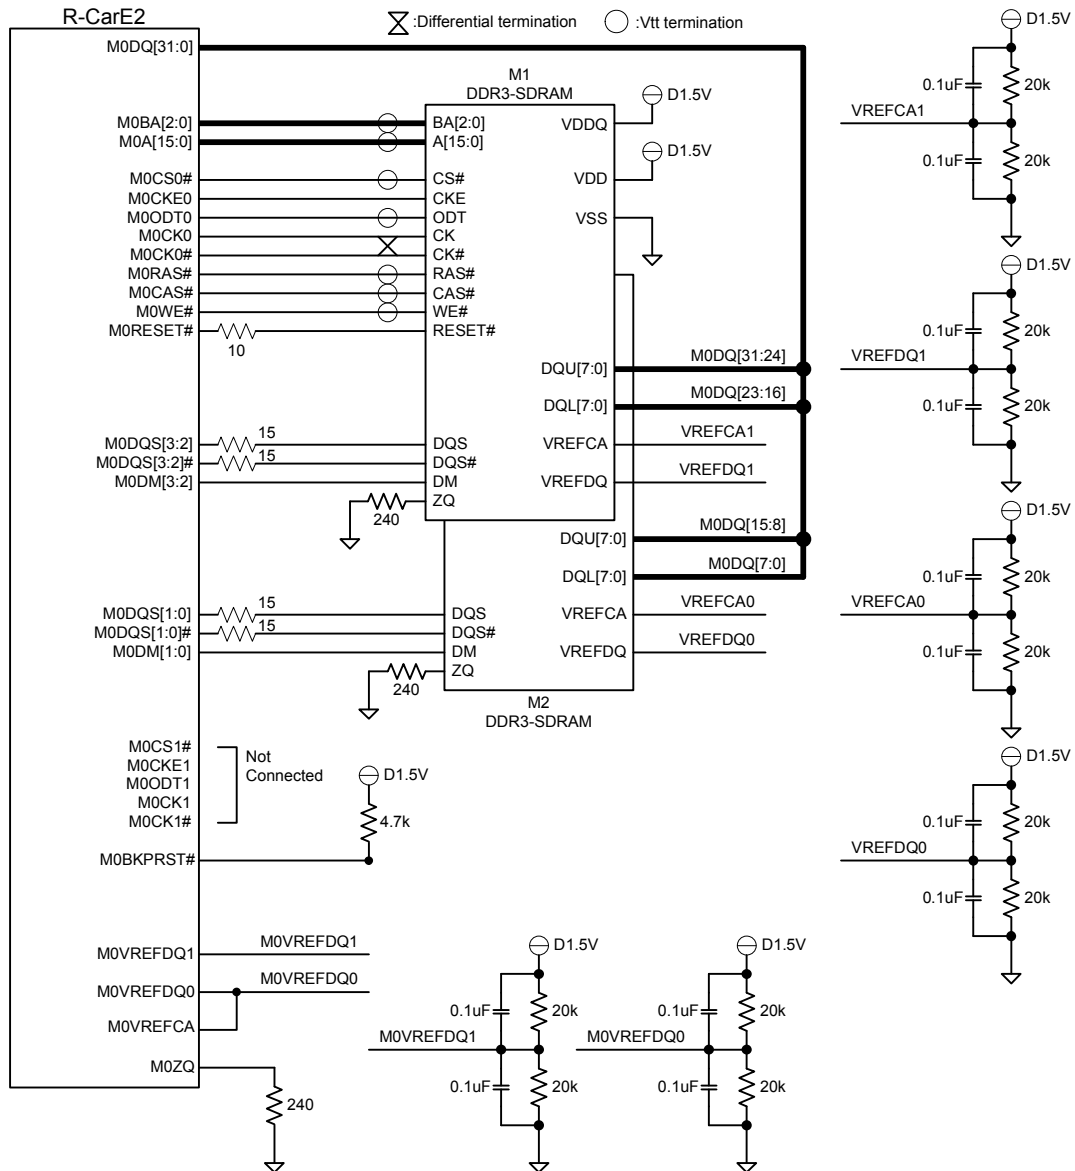 R-CarE2
:Differential termination
:Vtt termination
M0DQ[31:0]
M1
DDR3-SDRAM
M0BA[2:0]
BA[2:0]
M0A[15:0]
A[15:0]
VDDQ
D1.5V
M0CS0#
CS#
VDD
D1.5V
M0CKE0
CKE
M0ODT0
ODT
VSS
M0CK0
CK
M0CK0#
CK#
M0RAS#
RAS#
M0CAS#
CAS#
M0WE#
WE#
M0RESET#
10
RESET#
DQU[7:0]
M0DQ[31:24]
DQL[7:0]
M0DQ[23:16]
M0DQS[3:2]
15
DQS
VREFCA
VREFCA1
M0DQS[3:2]#
15
DQS#
M0DM[3:2]
DM
VREFDQ
VREFDQ1
ZQ
240
DQU[7:0]
M0DQ[15:8]
DQL[7:0]
M0DQ[7:0]
M0DQS[1:0]
15
DQS
VREFCA
VREFCA0
M0DQS[1:0]#
15
DQS#
M0DM[1:0]
DM
VREFDQ
VREFDQ0
ZQ
240
M2
DDR3-SDRAM
M0CS1#
M0CKE1
M0ODT1
M0CK1
M0CK1#
Not
Connected
D1.5V
4.7k
M0BKPRST#
M0VREFDQ1
M0VREFDQ1
M0VREFDQ0
M0VREFDQ0
M0VREFCA
M0ZQ
240
D1.5V
0.1uF
20k
M0VREFDQ1
0.1uF
20k
D1.5V
0.1uF
20k
M0VREFDQ0
0.1uF
20k
D1.5V
0.1uF
20k
VREFCA1
0.1uF
20k
D1.5V
0.1uF
20k
VREFDQ1
0.1uF
20k
D1.5V
0.1uF
20k
VREFCA0
0.1uF
20k
D1.5V
0.1uF
20k
VREFDQ0
0.1uF
20k